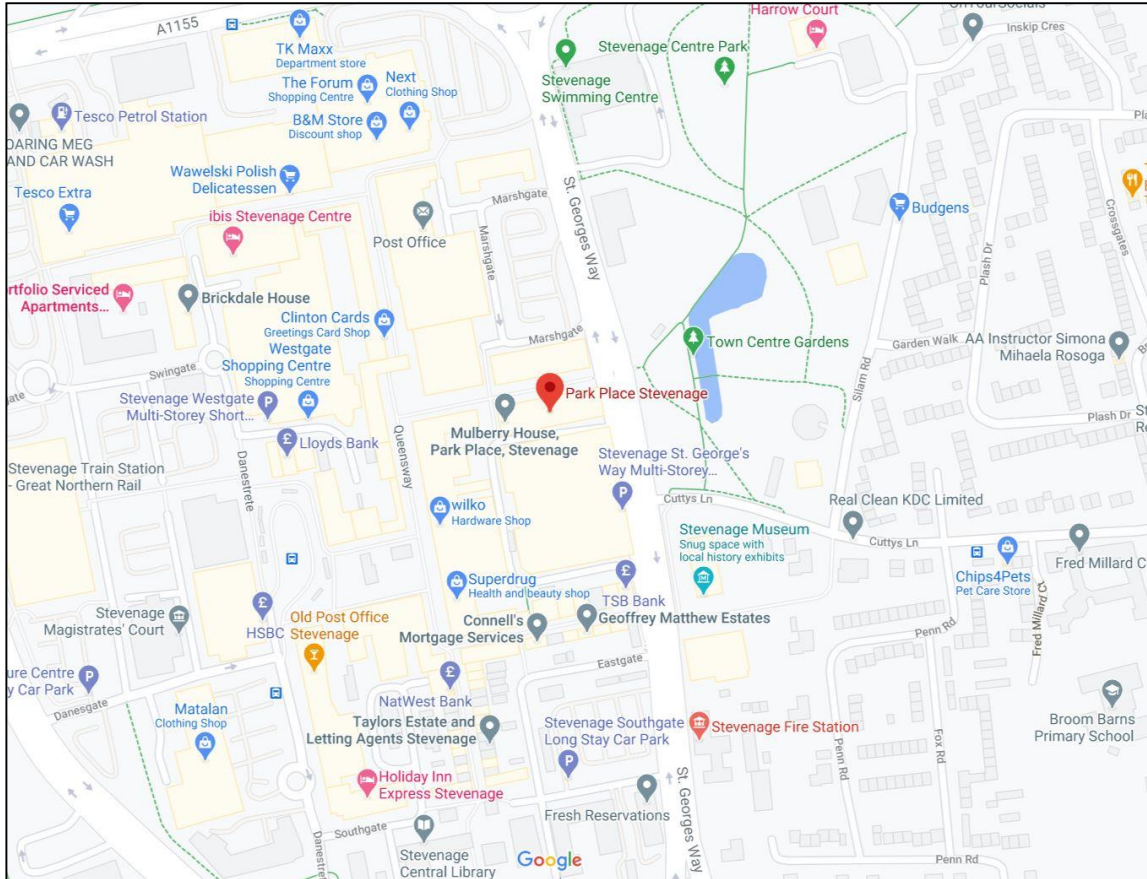 A1155
TK Maxx
Department store
The Forum
Shopping Centre
Next
Clothing Shop
B&M Store
Discount shop
Tesco Petrol Station
OARING MEG
AND CAR WASH
Tesco Extra
Wawelski Polish
Delicatessen
ibis Stevenage Centre
Post Office
Marshgate
Marshgate
Marshgate
St. Georges Way
Stevenage
Swimming Centre
Stevenage Centre Park
Harrow Court
Inskip Cres
Budgens
Plash Dr
Crossgates
rtfolio Serviced
Apartments...
Brickdale House
Clinton Cards
Greetings Card Shop
Westgate
Shopping Centre
Shopping Centre
Swingate
Stevenage Westgate
Multi-Storey Short...
Lloyds Bank
Queensway
Danestrete
Stevenage Train Station
- Great Northern Rail
Park Place Stevenage
Mulberry House,
Park Place, Stevenage
Town Centre Gardens
Garden Walk
Silam Rd
AA Instructor Simona
Mihaela Rosoga
Plash Dr
Stevenage St. George's
Way Multi-Storey...
Cuttys Ln
Real Clean KDC Limited
Cuttys Ln
wilko
Hardware Shop
Stevenage Museum
Snug space with
local history exhibits
Chips4Pets
Pet Care Store
Fred Millard C
Fred Millard Ct
Superdrug
Health and beauty shop
TSB Bank
Geoffrey Matthew Estates
Connell's
Mortgage Services
Stevenage
Magistrates' Court
HSBC
Old Post Office
Stevenage
Eastgate
Penn Rd
ure Centre
y Car Park
Danesgate
Matalan
Clothing Shop
NatWest Bank
Taylors Estate and
Letting Agents Stevenage
Stevenage Southgate
Long Stay Car Park
Stevenage Fire Station
Penn Rd
Fox Rd
Broom Barns
Primary School
Holiday Inn
Express Stevenage
Fresh Reservations
St. Georges Way
Southgate
Danestrete
Stevenage
Central Library
Google
Penn Rd